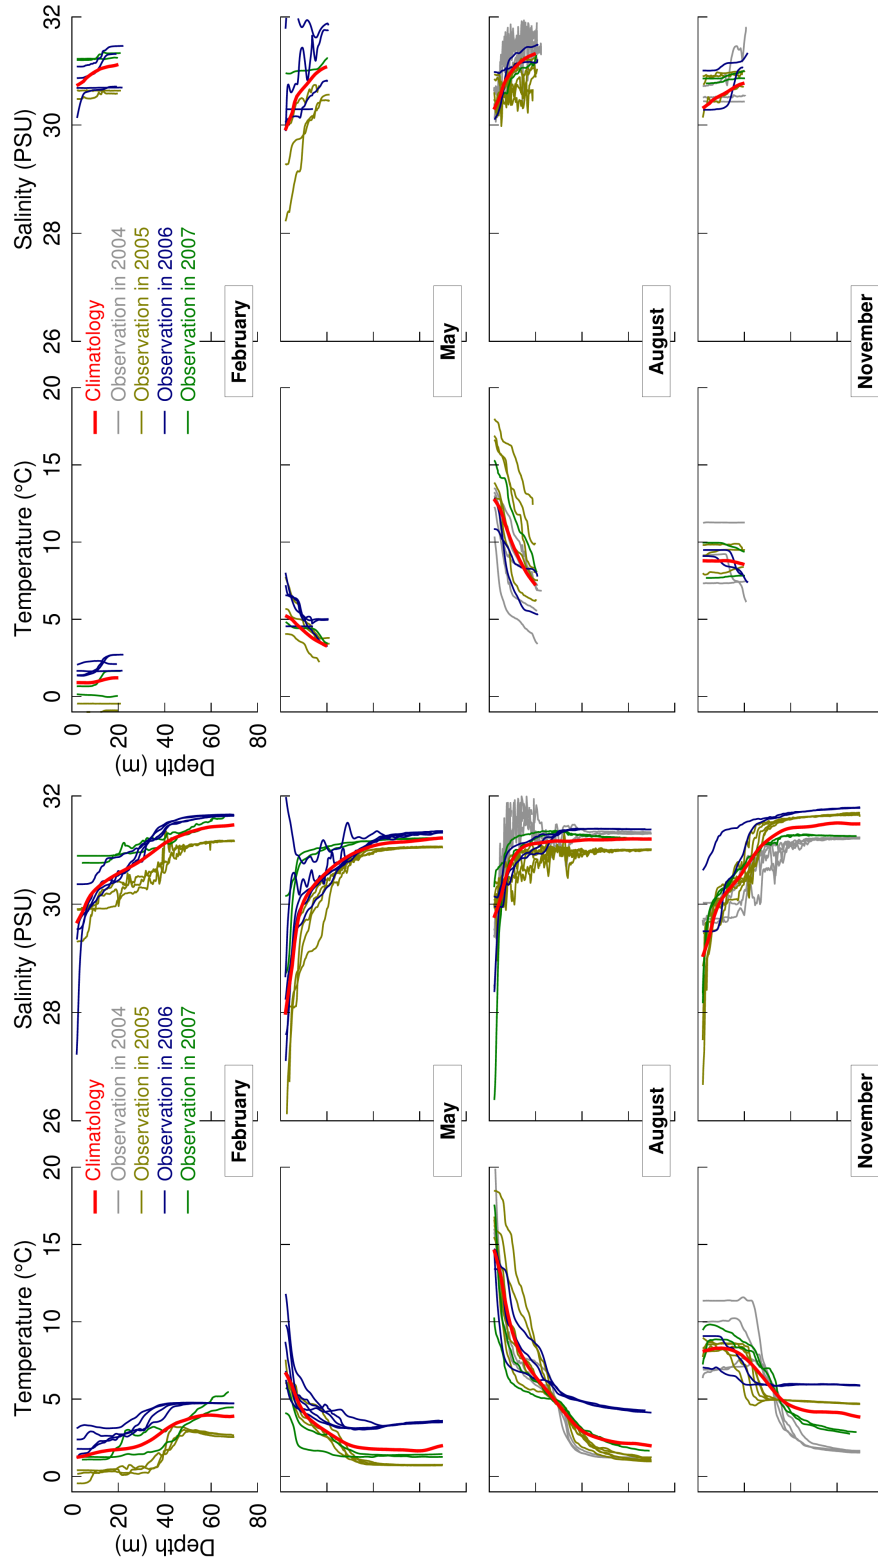 Temperature (°C)
Salinity (PSU)
Temperature (°C)
Salinity (PSU)
0
5
10
15
20
26
28
30
32
0
5
10
15
20
26
28
30
32
0
20
40
60
80
Depth (m)
Climatology
Observation in 2004
Observation in 2005
Observation in 2006
Observation in 2007
February
0
20
40
60
80
Depth (m)
Climatology
Observation in 2004
Observation in 2005
Observation in 2006
Observation in 2007
February
May
May
August
August
November
November